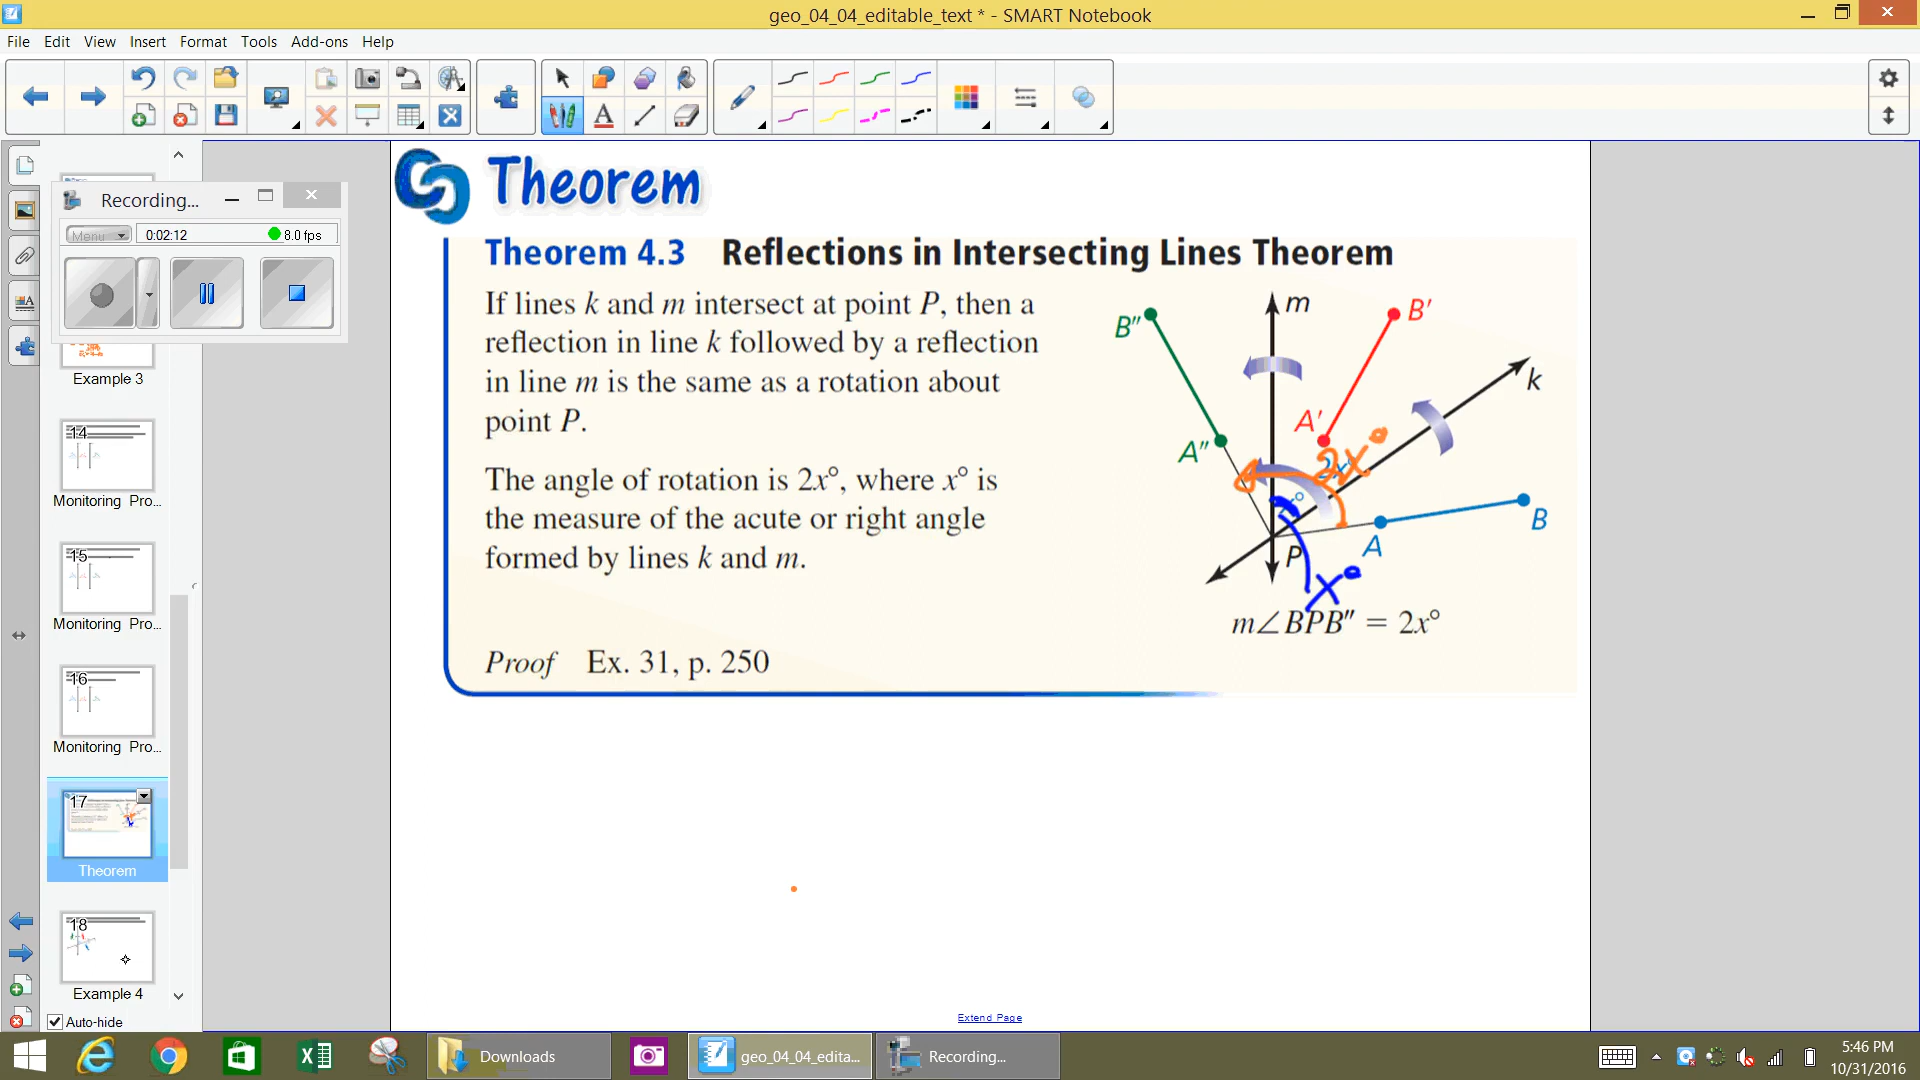 geo_04_04_editable_text * - SMART Notebook
File Edit View Insert Format Tools Add-ons Help
Recording...
Menu
0:02:12
8.0 fps
Example 3
14
Monitoring Pro...
15
Monitoring Pro...
16
Monitoring Pro...
17
Theorem
18
Example 4
Auto-hide
Theorem
Theorem 4.3 Reflections in Intersecting Lines Theorem
If lines k and m intersect at point P, then a
reflection in line k followed by a reflection
in line m is the same as a rotation about
point P.
The angle of rotation is 2x°, where x° is
the measure of the acute or right angle
formed by lines k and m.
Proof Ex. 31, p. 250
B″
m
B′
k
A′
A″
2x°
B
A
P
x°
m∠BPB″ = 2x°
Extend Page
Downloads
geo_04_04_edita...
Recording...
5:46 PM
10/31/2016